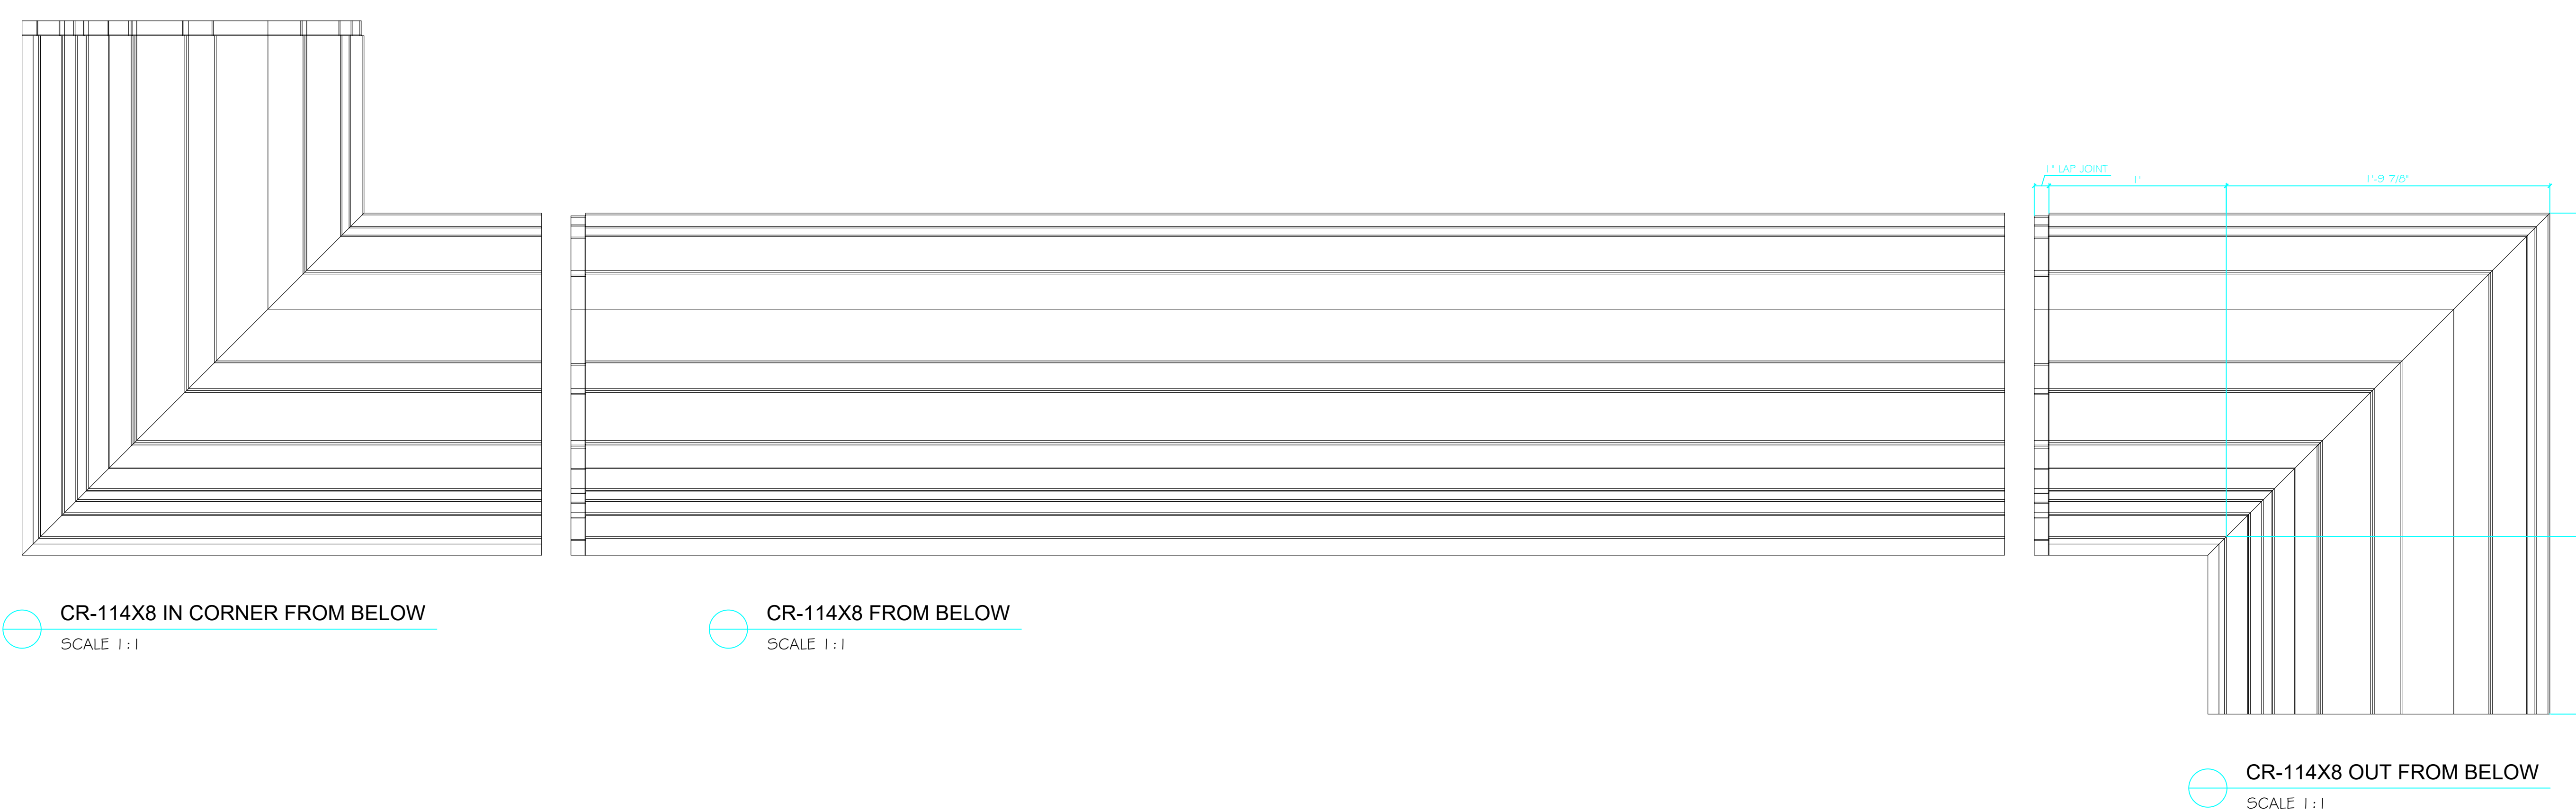 1" LAP JOINT
1'
1'-9 7/8"
CR-114X8 IN CORNER FROM BELOW
SCALE 1:1
CR-114X8 FROM BELOW
SCALE 1:1
CR-114X8 OUT FROM BELOW
SCALE 1:1